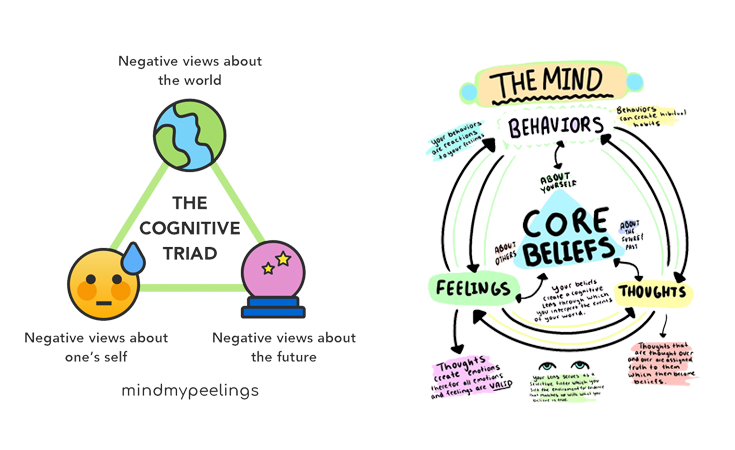 Negative views about
the world
THE
COGNITIVE
TRIAD
Negative views about
one's self
Negative views about
the future
mindmypeelings
THE MIND
BEHAVIORS
Your behaviors
are reactions
to your feelings
Behaviors
can create habitual
habits
ABOUT
YOURSELF
CORE
BELIEFS
ABOUT
OTHERS
ABOUT
THE
FUTURE/
PAST
FEELINGS
THOUGHTS
Your beliefs
create a cognitive
lens through which
you interpret the events
of your world.
Thoughts
create emotions
therefor all emotions
and feelings are VALID
Your lens serves as a
sensitive filter which you
sift the environment for evidence
that matches up with what you
believe is true.
Thoughts that
are thought over
and over are assigned
truth to them
which then become
beliefs.